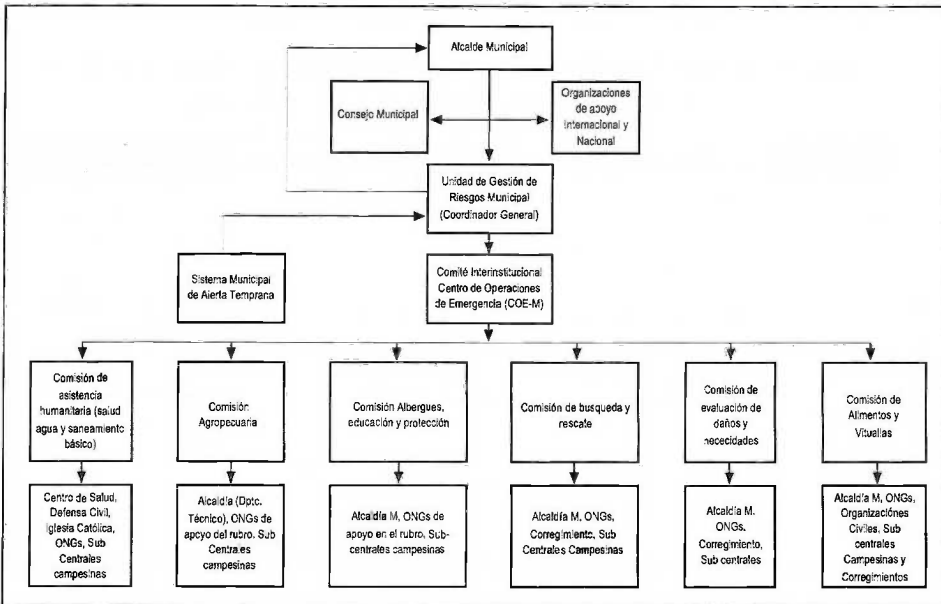 Alcalde Municipal
Consejo Municipal
Organizaciones
de apoyo
Internacional y
Nacional
Unidad de Gestión de
Riesgos Municipal
(Coordinador General)
Sistema Municipal
de Alerta Temprana
Comité Interinstitucional
Centro de Operaciones
de Emergencia (COE-M)
Comisión de
asistencia
humanitaria (salud
agua y saneamiento
básico)
Comisión
Agropecuaria
Comisión Albergues,
educación y protección
Comisión de busqueda y
rescate
Comisión de
evaluación de
daños y
nececidades
Comisión de
Alimentos y
Vituallas
Centro de Salud,
Defensa Civil,
Iglesia Católica,
ONGs, Sub
Centrales
campesinas
Alcaldía (Dptc.
Técnico), ONGs de
apoyo del rubro. Sub
Centrales
campesinas
Alcaldía M, ONGs de
apoyo en el rubro. Sub-
centrales campesinas
Alcaldía M. ONGs,
Corregimiento, Sub
Centrales Campesinas
Alcaldía M.
ONGs.
Corregimiento,
Sub centrales
Alcaldía M, ONGs,
Organizaciónes
Civiles, Sub
centrales
Campesinas y
Corregimientos